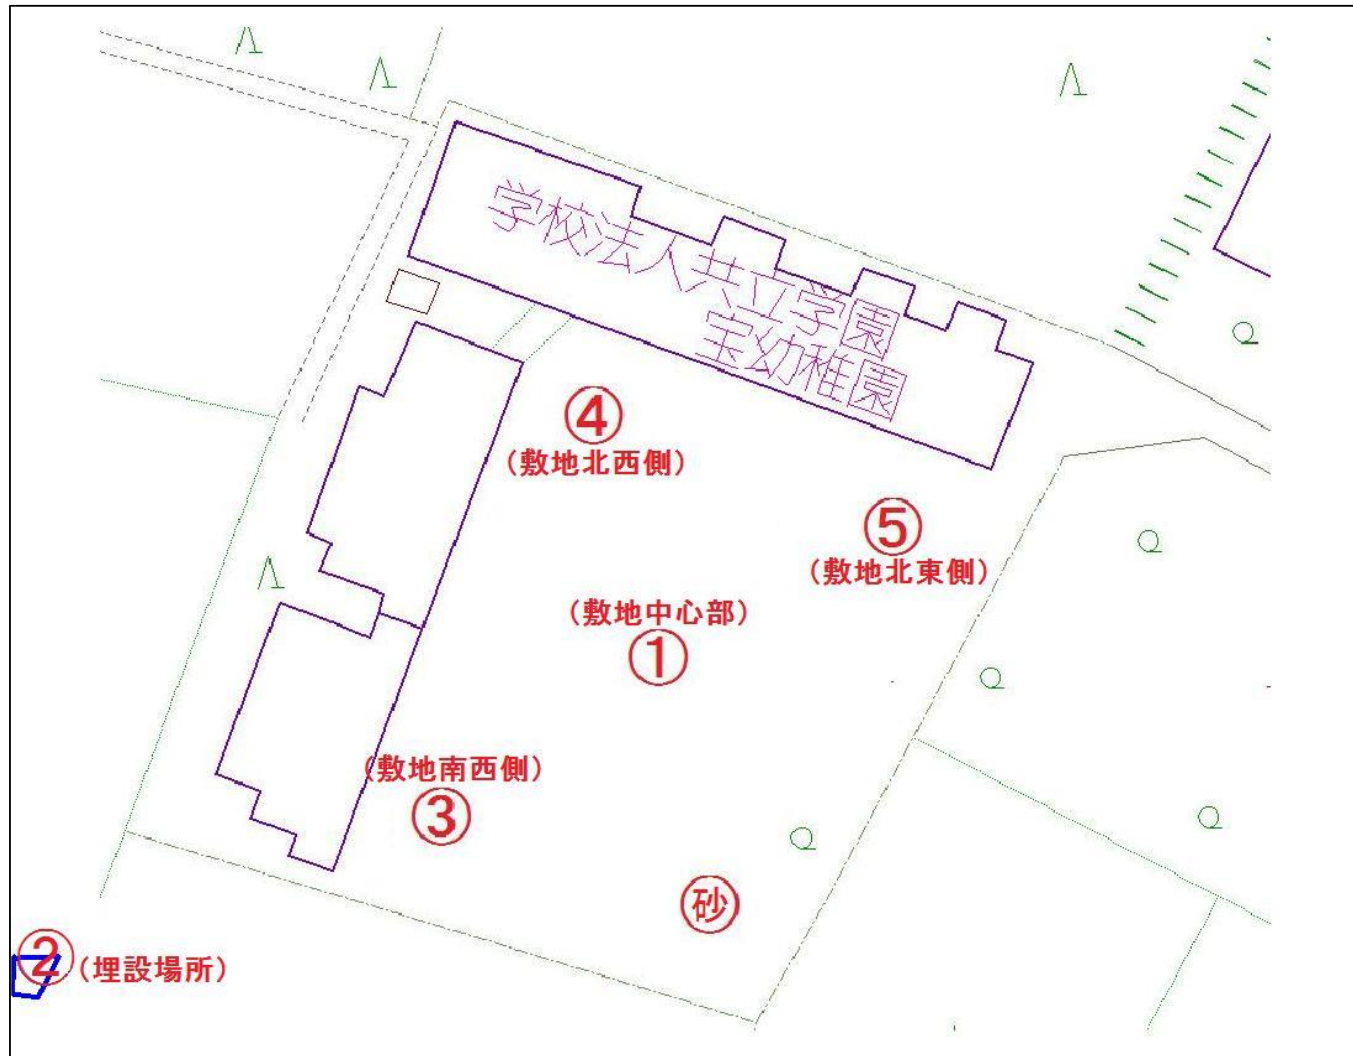 学校法人共立学園
宝幼稚園
④
(敷地北西側)
⑤
(敷地北東側)
(敷地中心部)
①
(敷地南西側)
③
砂
②(埋設場所)